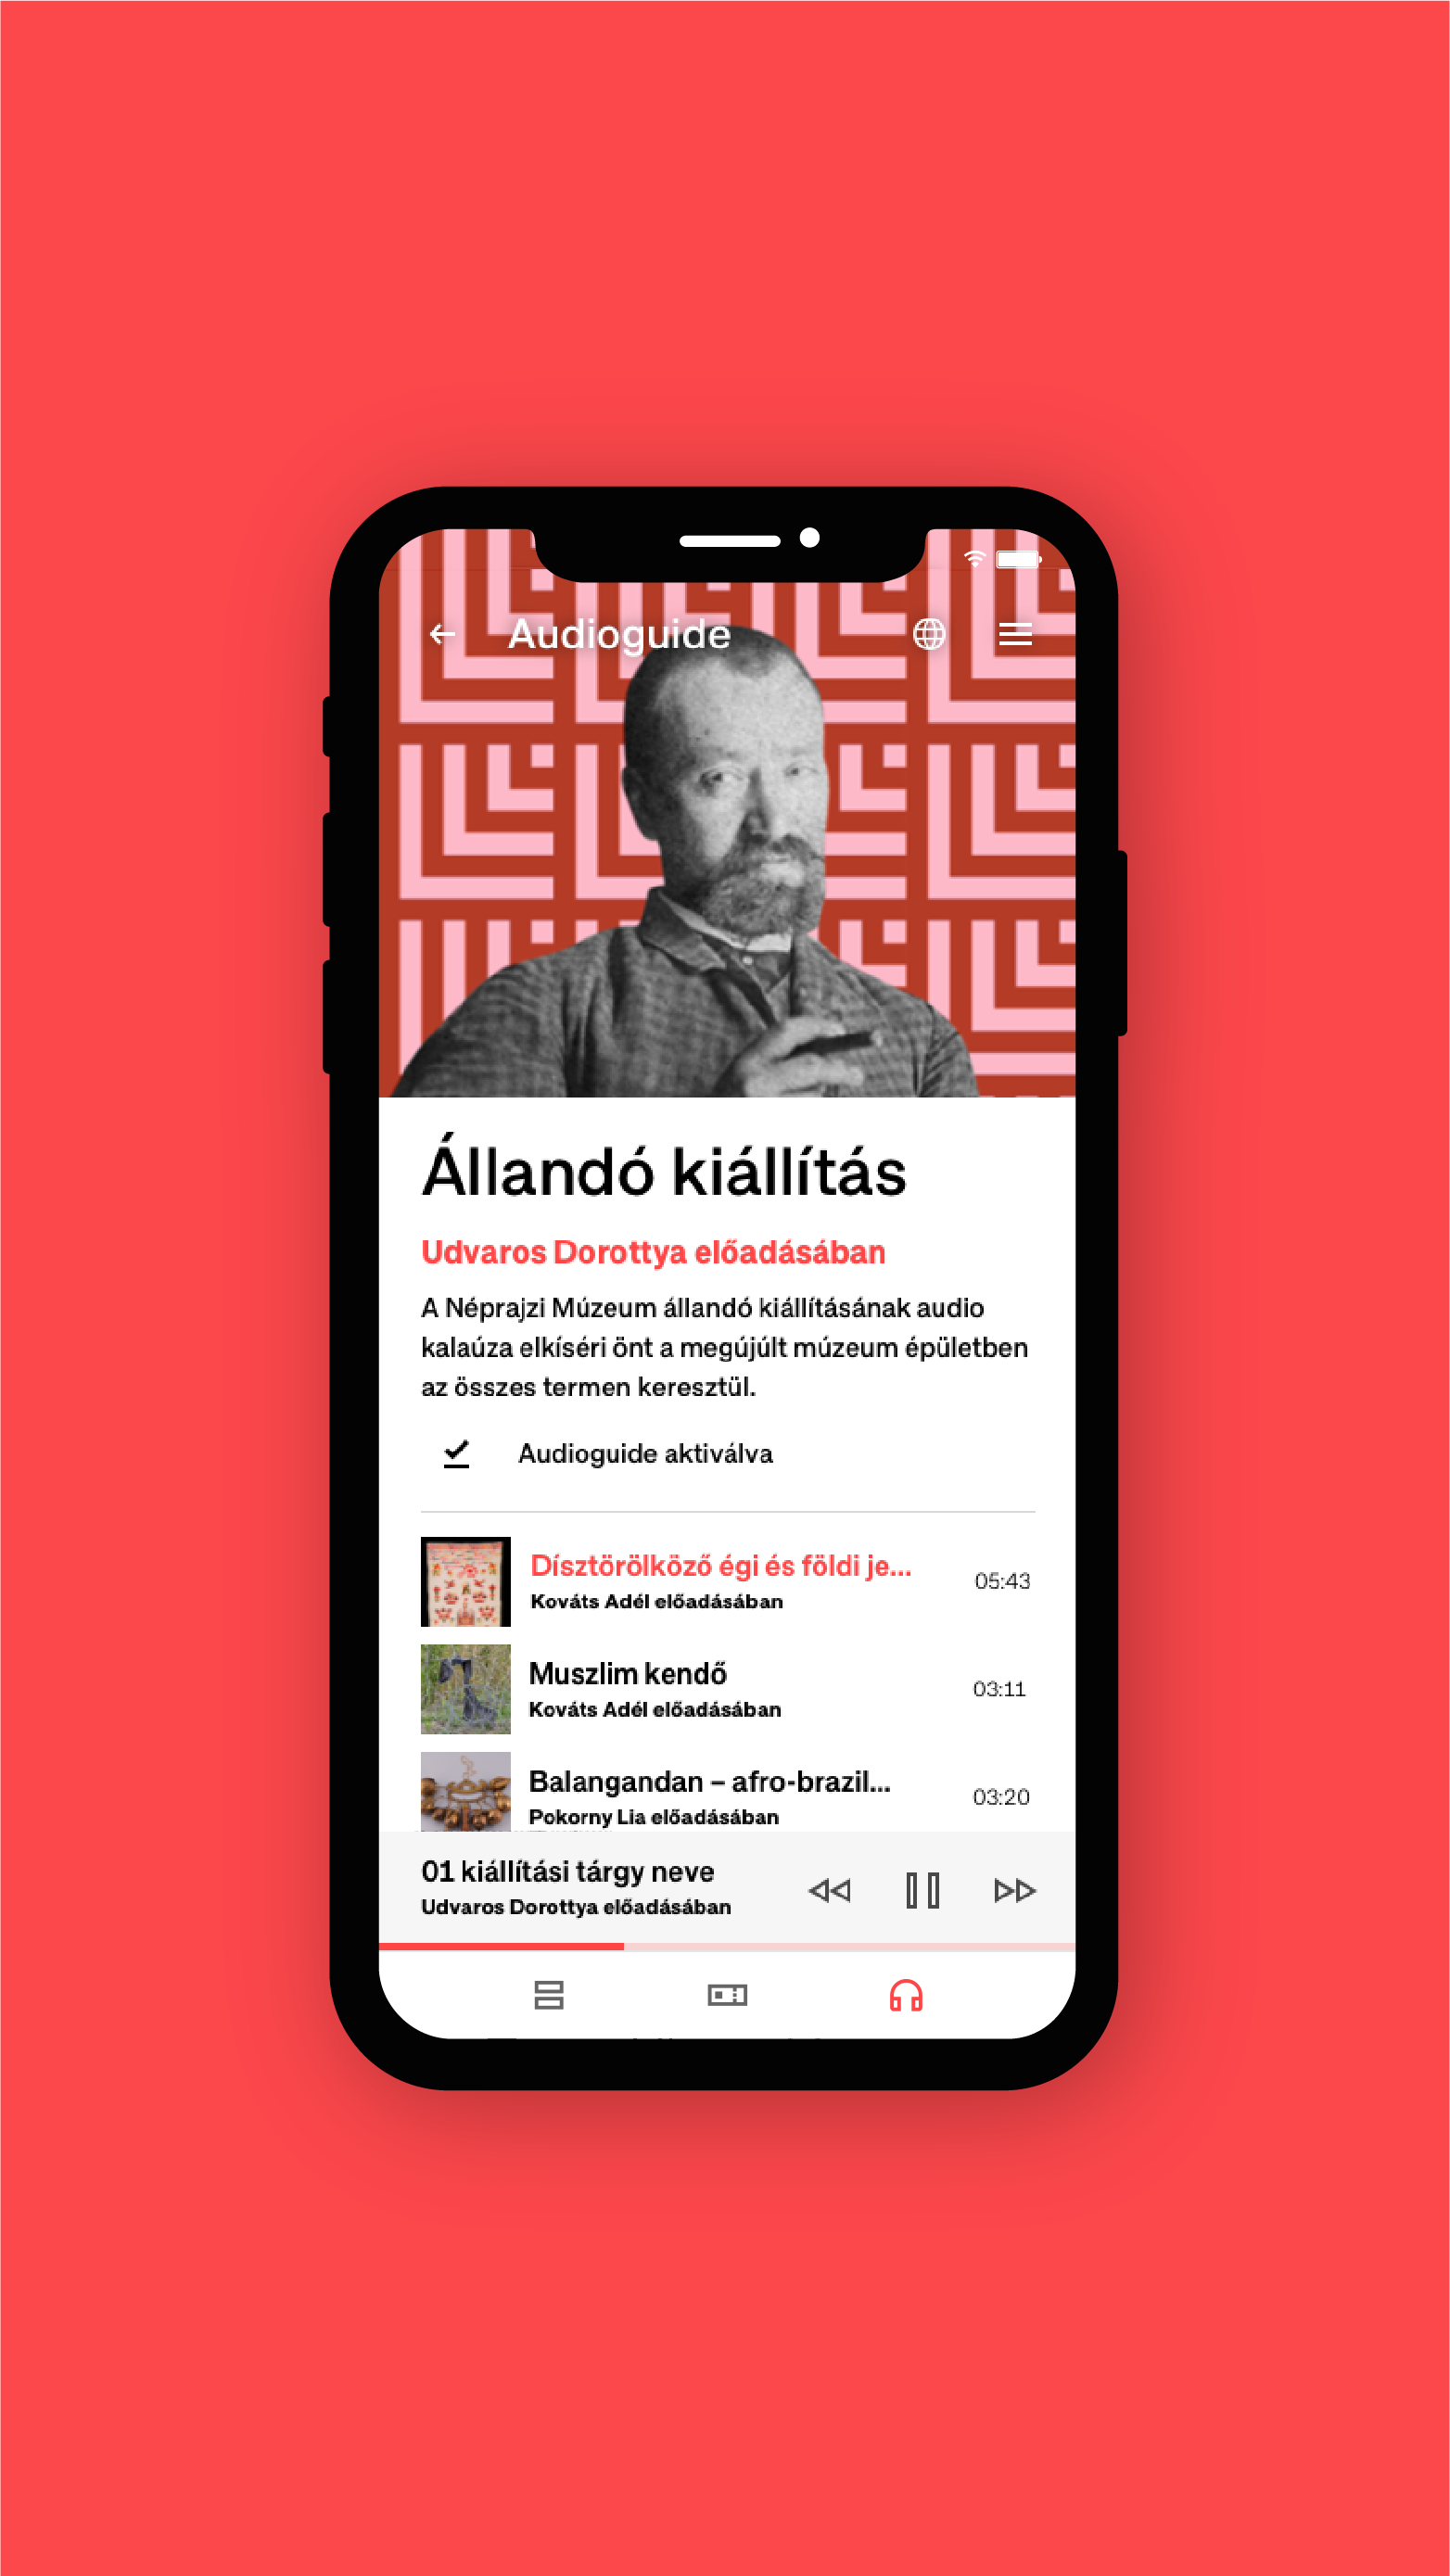 Audioguide
Állandó kiállítás
Udvaros Dorottya előadásában
A Néprajzi Múzeum állandó kiállításának audio
kalaúza elkíséri önt a megújúlt múzeum épületben
az összes termen keresztül.
Audioguide aktiválva
Dísztörölköző égi és földi je...
Kováts Adél előadásában
05:43
Muszlim kendő
Kováts Adél előadásában
03:11
Balangandan – afro-brazil...
Pokorny Lia előadásában
03:20
01 kiállítási tárgy neve
Udvaros Dorottya előadásában